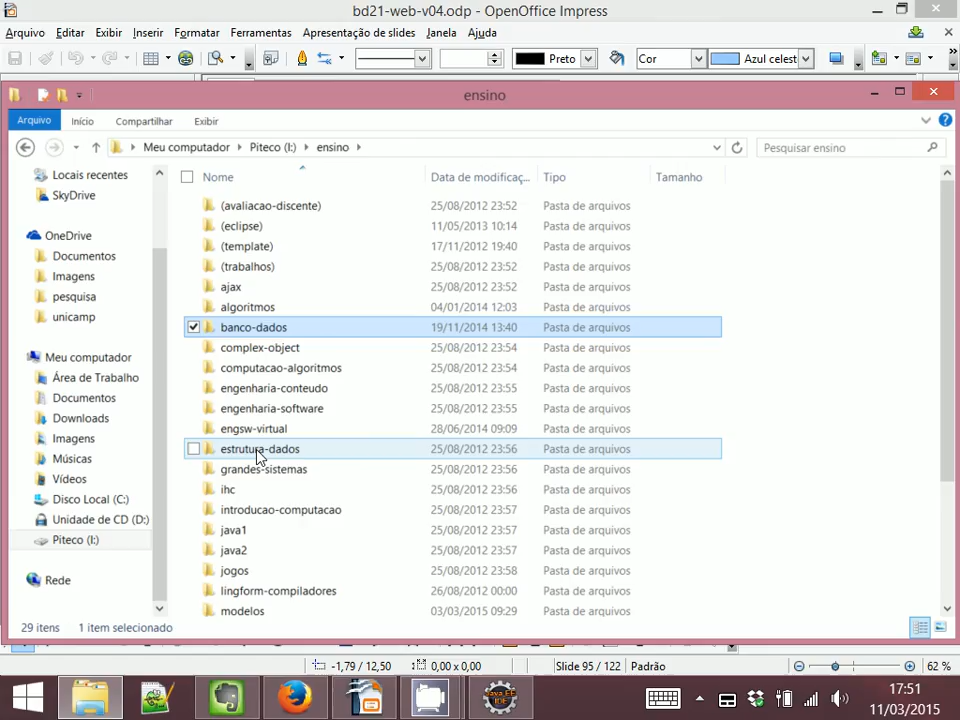 bd21-web-v04.odp - OpenOffice Impress
Arquivo Editar Exibir Inserir Formatar Ferramentas Apresentação de slides Janela Ajuda
Preto Cor Azul celest
ensino
Arquivo Início Compartilhar Exibir
Meu computador Piteco (I:) ensino Pesquisar ensino
Locais recentes
SkyDrive
OneDrive
Documentos
Imagens
pesquisa
unicamp
Meu computador
Área de Trabalho
Documentos
Downloads
Imagens
Músicas
Vídeos
Disco Local (C:)
Unidade de CD (D:)
Piteco (I:)
Rede
Nome Data de modificaç... Tipo Tamanho
(avaliacao-discente) 25/08/2012 23:52 Pasta de arquivos
(eclipse) 11/05/2013 10:14 Pasta de arquivos
(template) 17/11/2012 19:40 Pasta de arquivos
(trabalhos) 25/08/2012 23:52 Pasta de arquivos
ajax 25/08/2012 23:52 Pasta de arquivos
algoritmos 04/01/2014 12:03 Pasta de arquivos
banco-dados 19/11/2014 13:40 Pasta de arquivos
complex-object 25/08/2012 23:54 Pasta de arquivos
computacao-algoritmos 25/08/2012 23:54 Pasta de arquivos
engenharia-conteudo 25/08/2012 23:55 Pasta de arquivos
engenharia-software 25/08/2012 23:55 Pasta de arquivos
engsw-virtual 28/06/2014 09:09 Pasta de arquivos
estrutura-dados 25/08/2012 23:56 Pasta de arquivos
grandes-sistemas 25/08/2012 23:56 Pasta de arquivos
ihc 25/08/2012 23:56 Pasta de arquivos
introducao-computacao 25/08/2012 23:57 Pasta de arquivos
java1 25/08/2012 23:57 Pasta de arquivos
java2 25/08/2012 23:57 Pasta de arquivos
jogos 25/08/2012 23:58 Pasta de arquivos
lingform-compiladores 26/08/2012 00:00 Pasta de arquivos
modelos 03/03/2015 09:29 Pasta de arquivos
29 itens 1 item selecionado
-1,79 / 12,50 0,00 x 0,00 Slide 95 / 122 Padrão 62 %
Java EE
IDE
17:51
11/03/2015